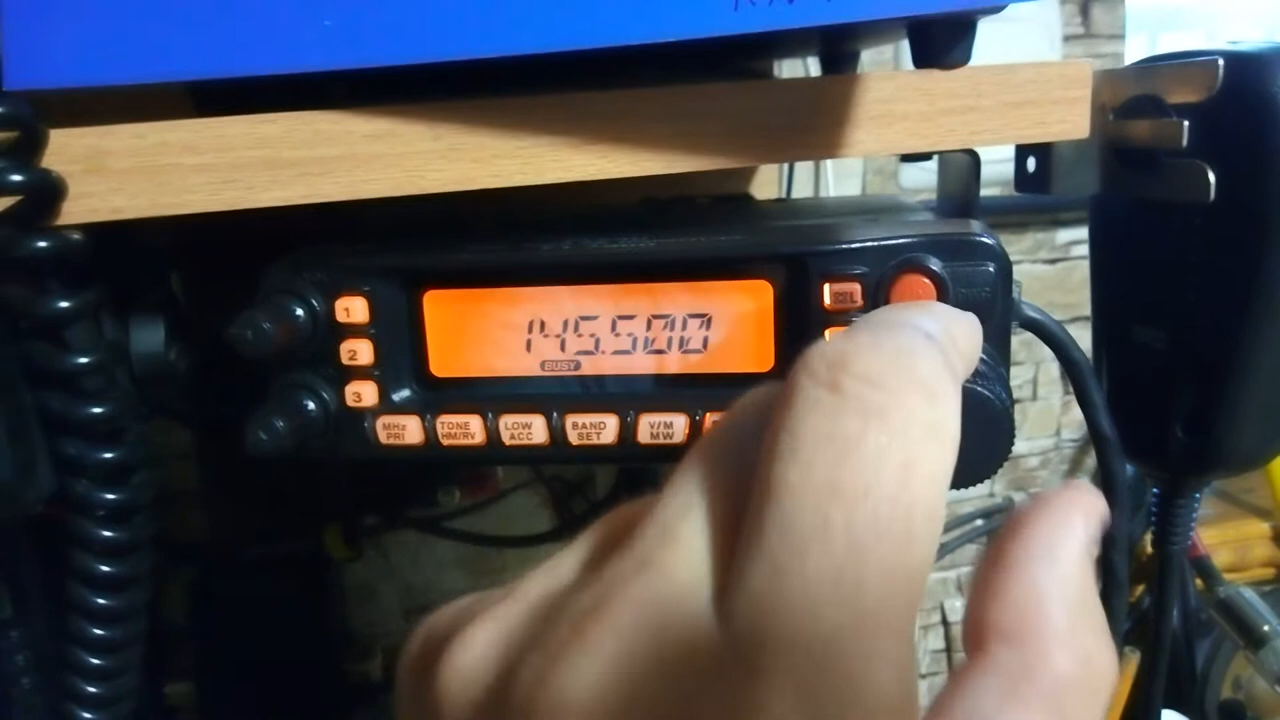 145.500
BUSY
1
2
3
MHz
PRI
TONE
HM/RV
LOW
ACC
BAND
SET
V/M
MW